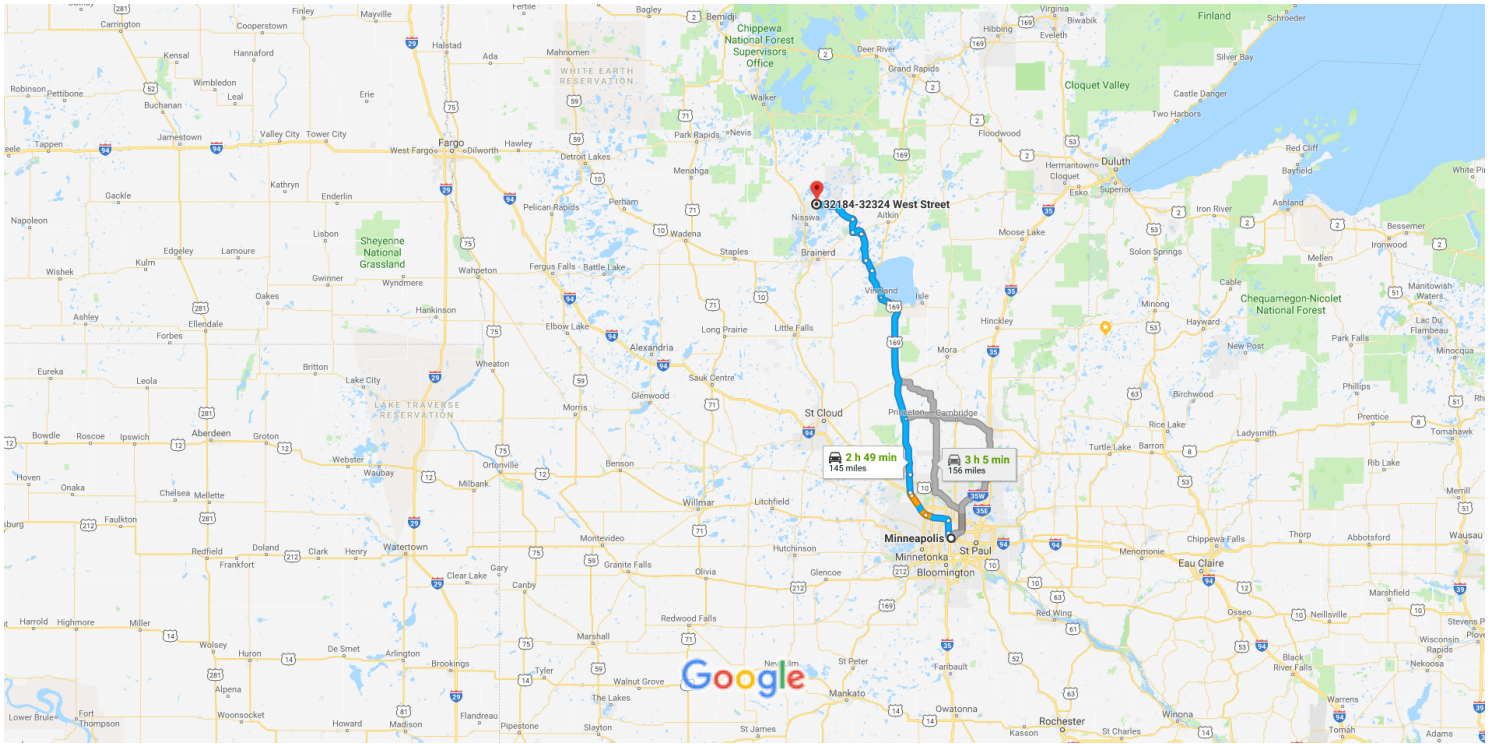 Carrington
Cooperstown
Finley
Mayville
Halstad
Ada
Fertile
Bagley
Bemidji
Chippewa
National Forest
Supervisors
Office
Deer River
Grand Rapids
Hibbing
Virginia
Biwabik
Eveleth
Finland
Schroeder
Silver Bay
Kensal
Hannaford
Mahnomen
WHITE EARTH
RESERVATION
Robinson
Pettibone
Wimbledon
Leal
Erie
Buchanan
Walker
Cloquet Valley
Castle Danger
Two Harbors
Tappen
Jamestown
Valley City
Tower City
Fargo
West Fargo
Dilworth
Hawley
Detroit Lakes
Park Rapids
Nevis
Floodwood
Hermantown
Cloquet
Duluth
Superior
Esko
Red Cliff
Bayfield
White Pi
Menahga
Gackle
Kathryn
Enderlin
Pelican Rapids
Perham
32184-32324 West Street
Nisswa
Aitkin
Iron River
Ashland
Napoleon
Lisbon
Sheyenne
National
Grassland
Wadena
Moose Lake
Bessemer
Ironwood
Edgeley
Lamoure
Staples
Brainerd
Solon Springs
Mellen
Wishek
Kulm
Gwinner
Wyndmere
Wahpeton
Fergus Falls
Battle Lake
Vineland
Isle
Minong
Cable
Chequamegon-Nicolet
National Forest
Manitowish
Waters
Oakes
Hankinson
Elbow Lake
Long Prairie
Little Falls
Hinckley
Hayward
Lac Du
Flambeau
Ashley
Ellendale
Forbes
Alexandria
Mora
New Post
Park Falls
Minocqua
Eureka
Leola
Britton
Lake City
Wheaton
LAKE TRAVERSE
RESERVATION
Glenwood
Sauk Centre
Morris
St Cloud
Princeton
Cambridge
Birchwood
Phillips
Prentice
Rice Lake
Bowdle
Roscoe
Ipswich
Aberdeen
Groton
Webster
Waubay
Turtle Lake
Barron
Ladysmith
Tomahawk
Ortonville
Benson
2 h 49 min
145 miles
3 h 5 min
156 miles
Hoven
Onaka
Chelsea
Mellette
Milbank
Willmar
Litchfield
Rib Lake
Merrill
Faulkton
Redfield
Doland
Clark
Henry
Frankfort
Watertown
Montevideo
Granite Falls
Hutchinson
Minneapolis
Minnetonka
St Paul
Bloomington
Menomonie
Chippewa Falls
Eau Claire
Thorp
Abbotsford
Wausau
Gary
Clear Lake
Canby
Olivia
Glencoe
Marshfield
Harrold
Highmore
Miller
Redwood Falls
Red Wing
Osseo
Neillsville
Wolsey
Huron
De Smet
Arlington
Brookings
Marshall
Tyler
Walnut Grove
Google
St Peter
Faribault
Black
River Falls
Wisconsin
Rapids
Nekoosa
Alpena
Lower Brule
Fort
Thompson
Woonsocket
Howard
Madison
Flandreau
Pipestone
The Lakes
Slayton
St James
Mankato
Owatonna
Rochester
Kasson
St Charles
Winona
Warrens
Tomah
Adams